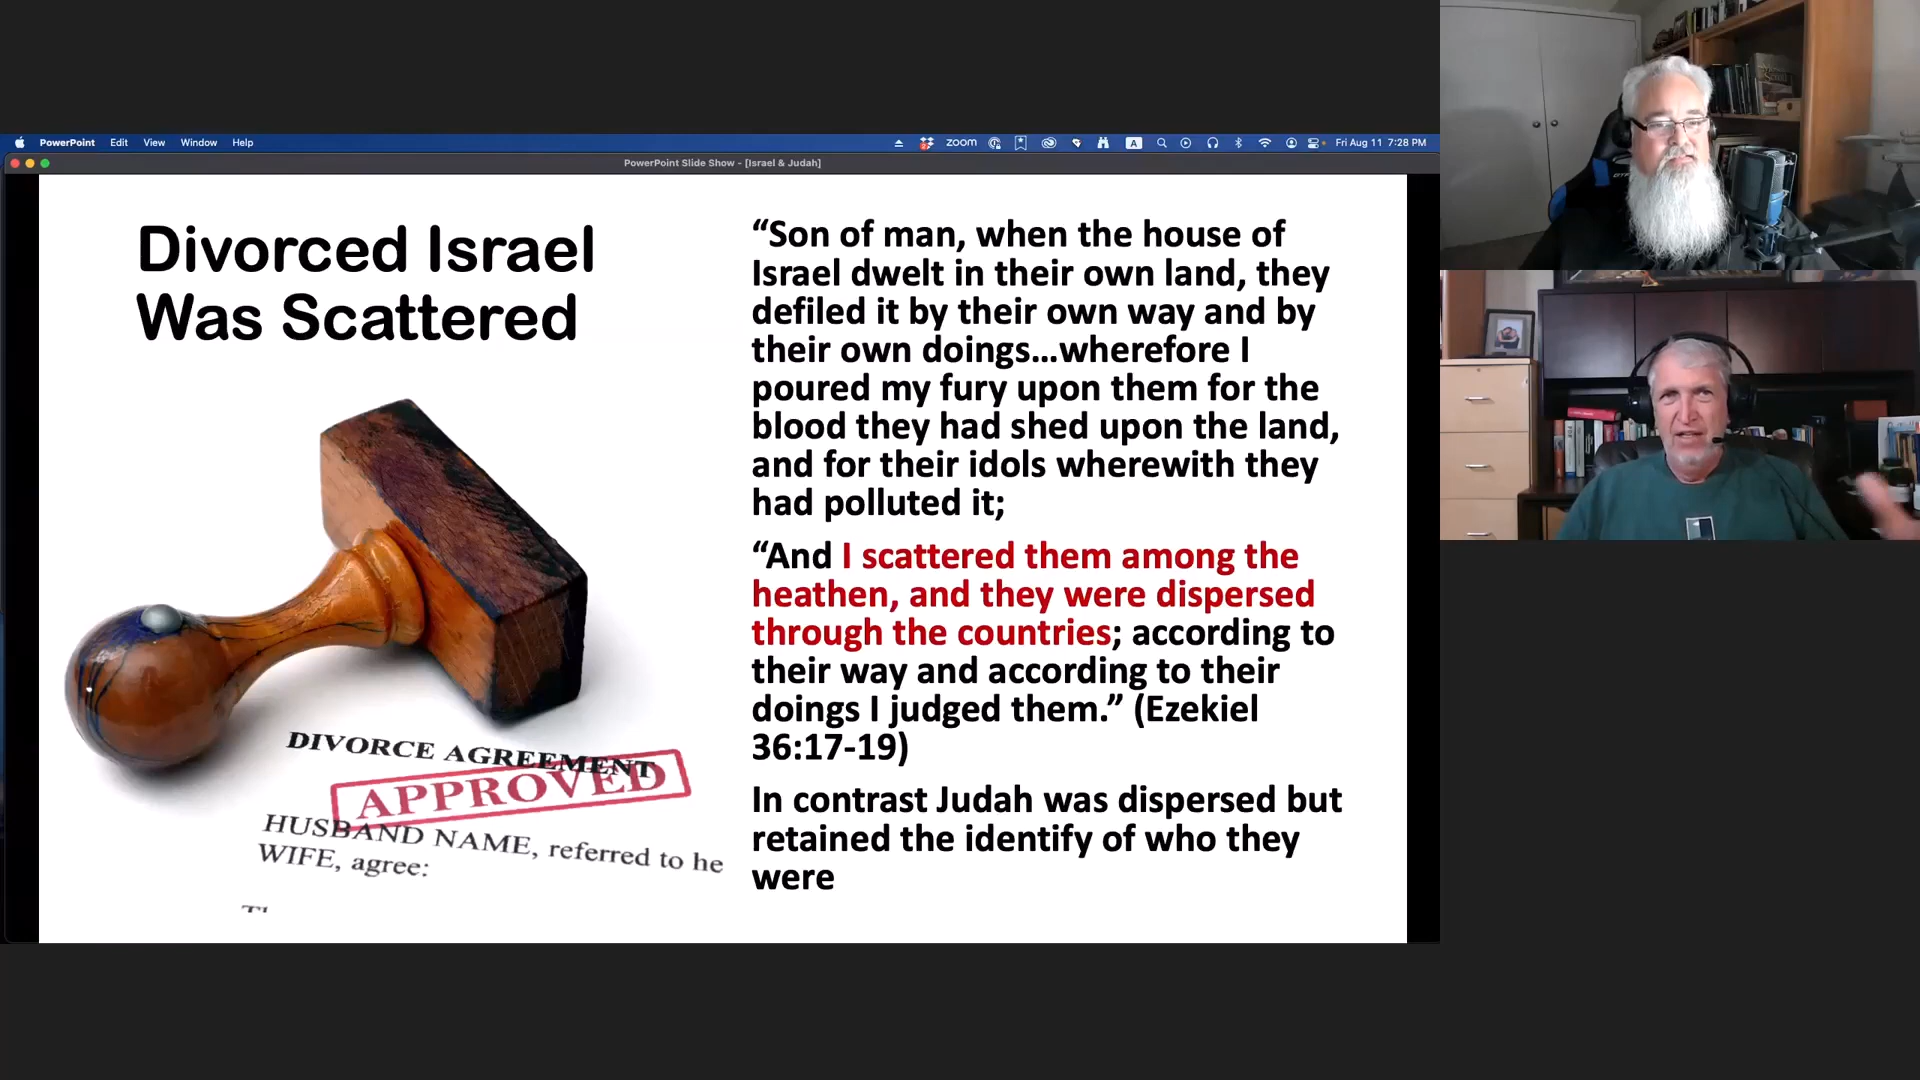 PowerPoint Edit View Window Help zoom A Fri Aug 11 7:28 PM
PowerPoint Slide Show - [Israel & Judah]
Divorced Israel
Was Scattered
“Son of man, when the house of
Israel dwelt in their own land, they
defiled it by their own way and by
their own doings…wherefore I
poured my fury upon them for the
blood they had shed upon the land,
and for their idols wherewith they
had polluted it;
“And I scattered them among the
heathen, and they were dispersed
through the countries; according to
their way and according to their
doings I judged them.” (Ezekiel
36:17-19)
In contrast Judah was dispersed but
retained the identify of who they
were
DIVORCE AGREEMENT
APPROVED
HUSBAND NAME, referred to he
WIFE, agree: